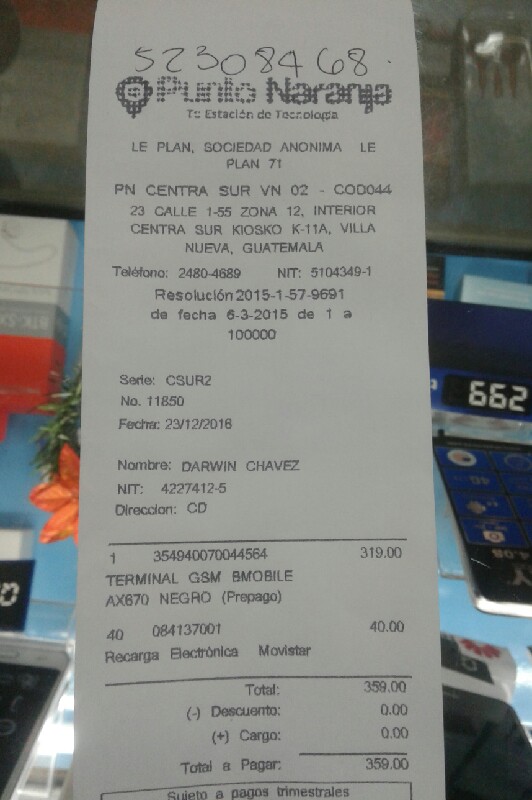 52308468.
Punto Naranja
Tu Estación de Tecnología
LE PLAN, SOCIEDAD ANONIMA LE
PLAN 71
PN CENTRA SUR VN 02 - COD044
23 CALLE 1-55 ZONA 12, INTERIOR
CENTRA SUR KIOSKO K-11A, VILLA
NUEVA, GUATEMALA
Teléfono: 2480-4689 NIT: 5104349-1
Resolución 2015-1-57-9691
de fecha 6-3-2015 de 1 a
100000
Serie: CSUR2
No. 11850
Fecha: 23/12/2016
Nombre: DARWIN CHAVEZ
NIT: 4227412-5
Direccion: CD
1 354940070044564 319.00
TERMINAL GSM BMOBILE
AX670 NEGRO (Prepago)
40 084137001 40.00
Recarga Electrónica Movistar
Total: 359.00
(-) Descuento: 0.00
(+) Cargo: 0.00
Total a Pagar: 359.00
Sujeto a pagos trimestrales
662